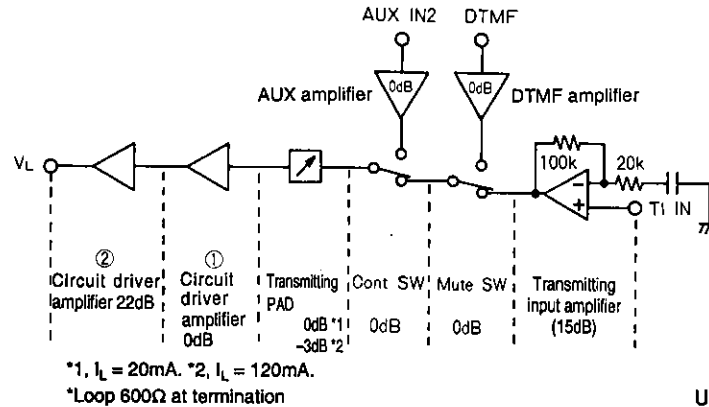 AUX IN2 DTMF
0dB 0dB
AUX amplifier DTMF amplifier
100k 20k
VL − +
T1 IN
② ①
Circuit driver amplifier 22dB
Circuit driver amplifier 0dB
Transmitting PAD
0dB *1
−3dB *2
Cont SW
0dB
Mute SW
0dB
Transmitting input amplifier (15dB)
*1, IL = 20mA. *2, IL = 120mA.
*Loop 600Ω at termination
U